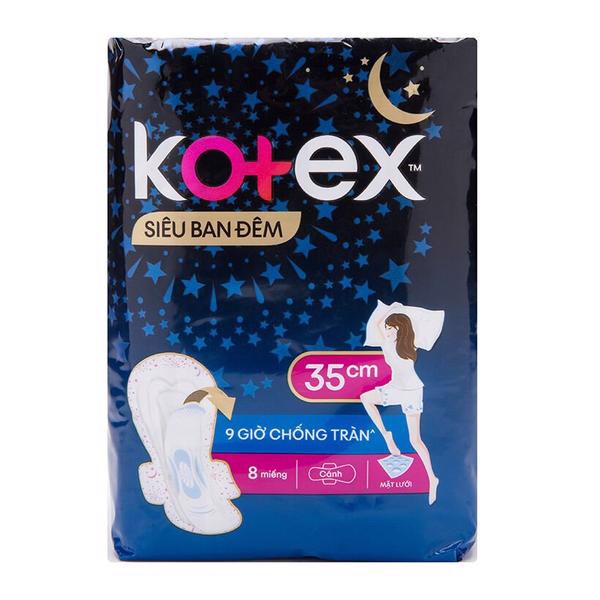 kotex™
SIÊU BAN ĐÊM
35cm
9 GIỜ CHỐNG TRÀN^
8 miếng
Cánh
MẶT LƯỚI